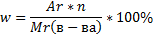 w = Ar * n / Mr(в − ва) * 100%